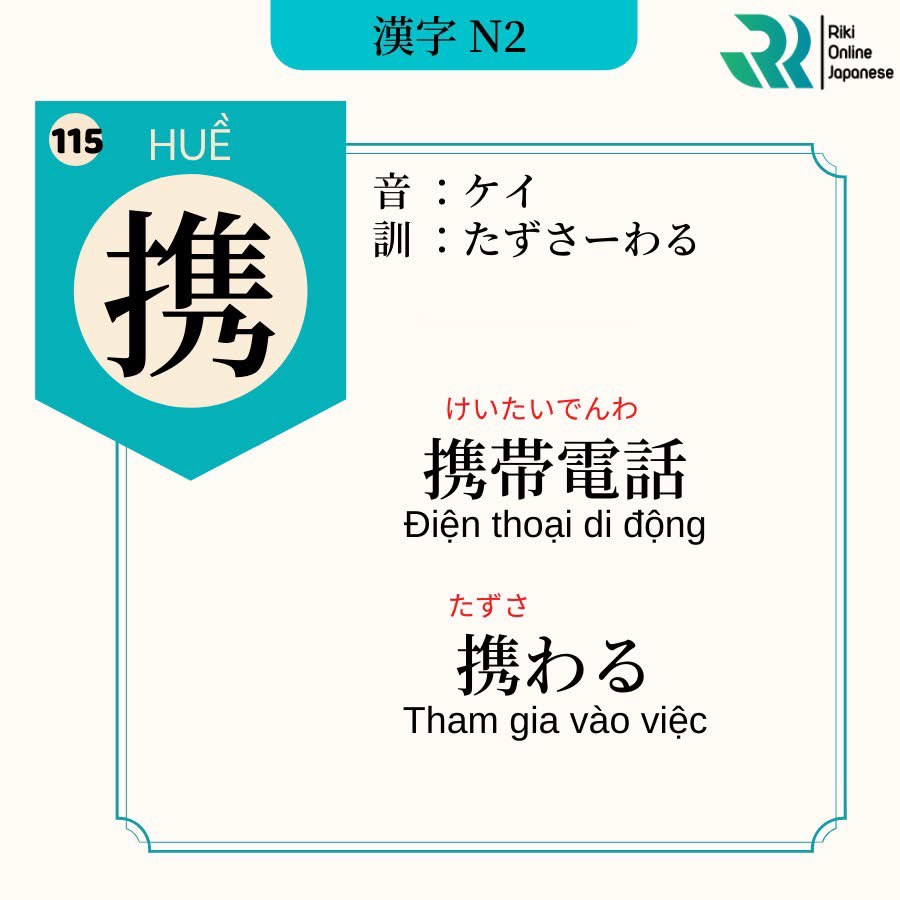 漢字 N2
Riki
Online
Japanese
115
HUỀ
携
音 ：ケイ
訓 ：たずさーわる
けいたいでんわ
携帯電話
Điện thoại di động
たずさ
携わる
Tham gia vào việc